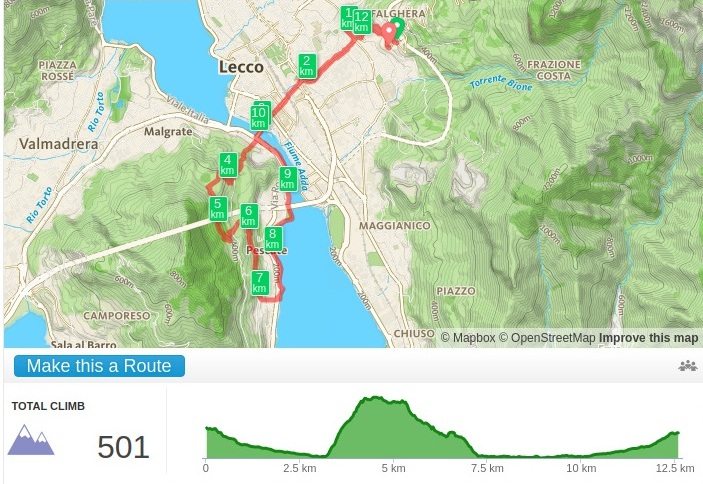 FALGHERA
1
12
km
Lecco
2
km
PIAZZA
ROSSÉ
FRAZIONE
COSTA
Torrente Bione
600m
800m
1600m
Rio Torto
Viale Italia
10
km
Malgrate
Valmadrera
Fiume Adda
4
km
9
km
Rio Torto
5
km
6
km
8
km
MAGGIANICO
7
km
PIAZZO
CAMPORESO
CHIUSO
Sala al Barro
© Mapbox © OpenStreetMap Improve this map
Make this a Route
TOTAL CLIMB
501
0
2.5 km
5 km
7.5 km
10 km
12.5 km